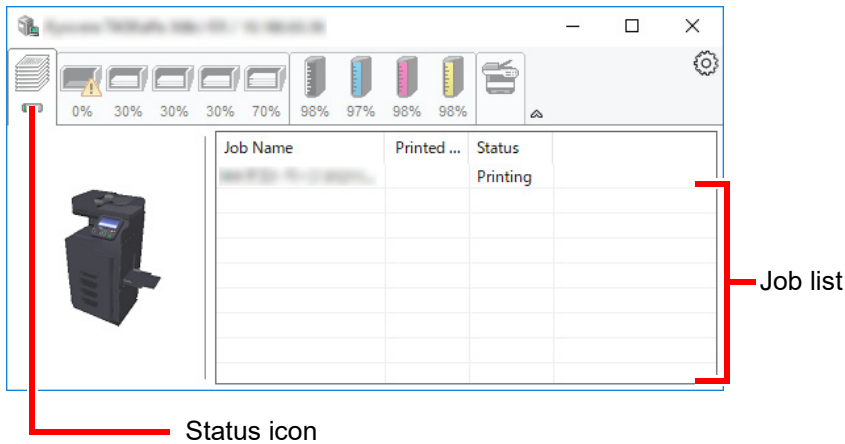 0% 30% 30% 30% 70% 98% 97% 98% 98%
Job Name Printed ... Status
Printing
Job list
Status icon